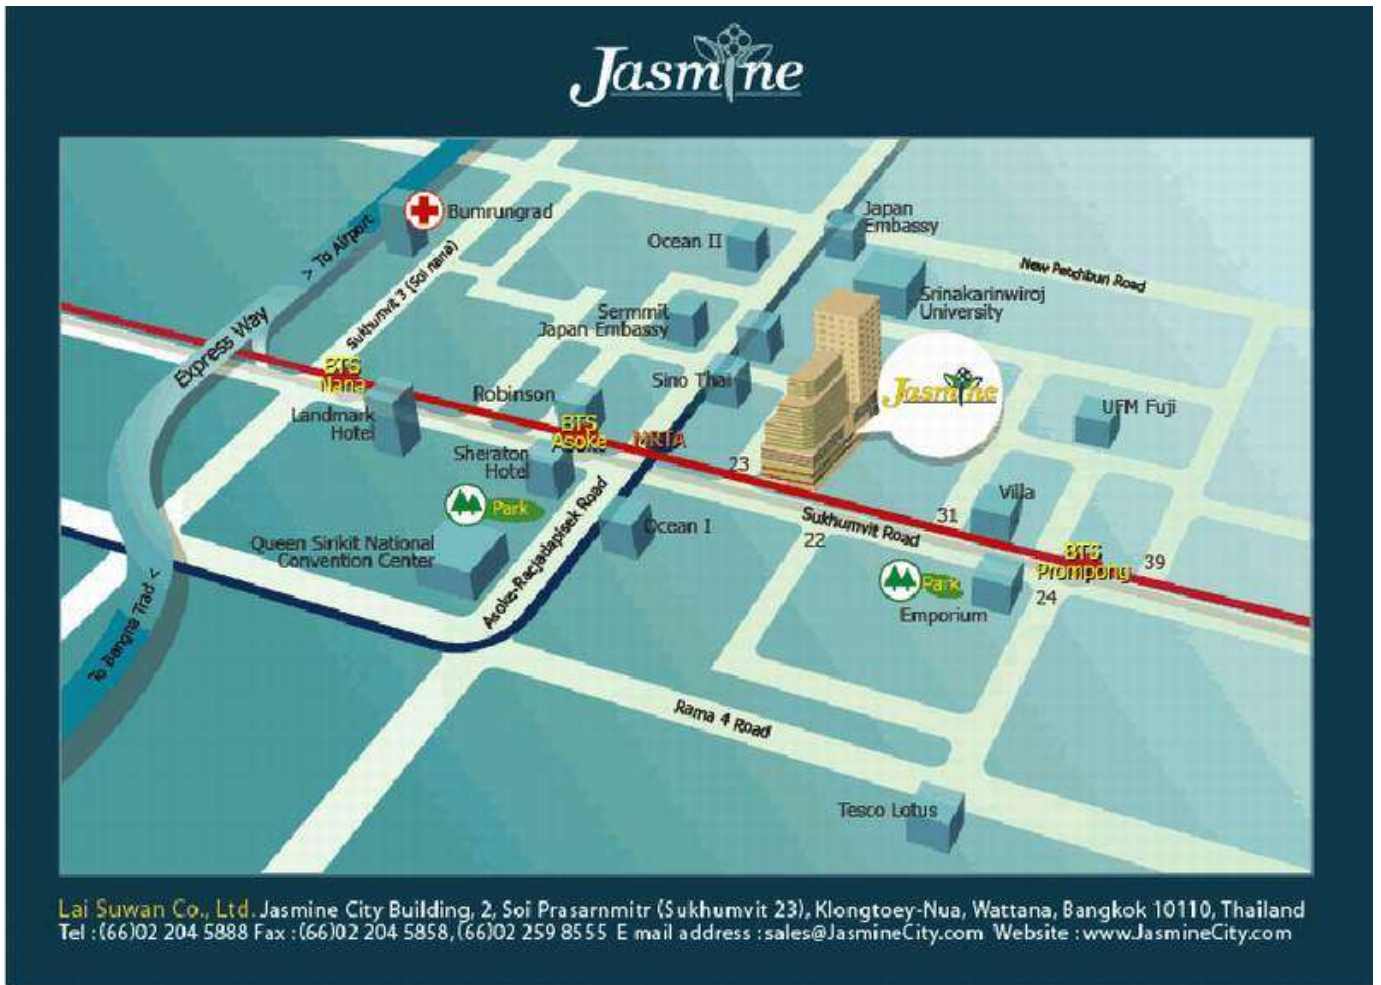 Jasmine
Bumrungrad
Japan
Embassy
Ocean II
> To Airport
Sukhumvit 3 (Soi nana)
New Petchburi Road
Srinakarinwiroj
University
Sermmit
Japan Embassy
Express Way
BTS
Nana
Sino Thai
Jasmine
Robinson
Landmark
Hotel
UFM Fuji
BTS
Asoke
MRTA
Sheraton
Hotel
23
Villa
Park
31
Sukhumvit Road
22
Ocean I
Queen Sirikit National
Convention Center
Asoke-Racjadapisek Road
BTS
Prompong
39
Park
24
Emporium
To Bangna Trad <
Rama 4 Road
Tesco Lotus
Lai Suwan Co., Ltd. Jasmine City Building, 2, Soi Prasarnmitr (Sukhumvit 23), Klongtoey-Nua, Wattana, Bangkok 10110, Thailand
Tel :(66)02 204 5888 Fax :(66)02 204 5858,(66)02 259 8555 E mail address :sales@JasmineCity.com Website :www.JasmineCity.com